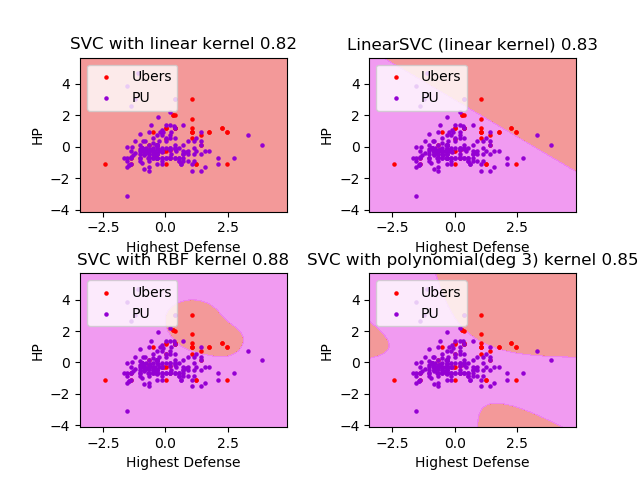 SVC with linear kernel 0.82
LinearSVC (linear kernel) 0.83
Ubers
PU
Ubers
PU
HP
HP
4
2
0
−2
−4
4
2
0
−2
−4
−2.5 0.0 2.5
−2.5 0.0 2.5
Highest Defense
Highest Defense
SVC with RBF kernel 0.88
SVC with polynomial(deg 3) kernel 0.85
Ubers
PU
Ubers
PU
HP
HP
4
2
0
−2
−4
4
2
0
−2
−4
−2.5 0.0 2.5
−2.5 0.0 2.5
Highest Defense
Highest Defense